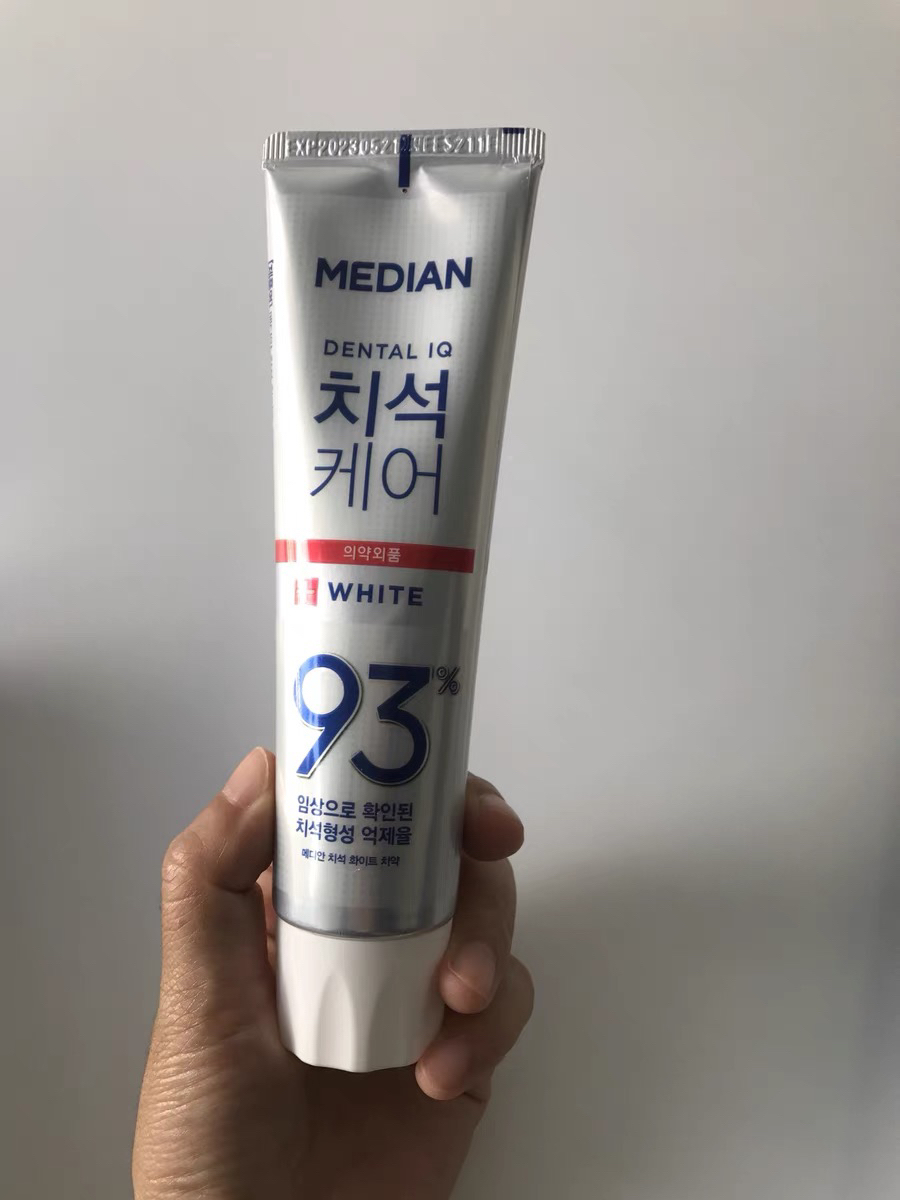 EXP20230521
MEDIAN
DENTAL IQ
치석
케어
의약외품
WHITE
93%
임상으로 확인된
치석형성 억제율
메디안 치석 화이트 치약